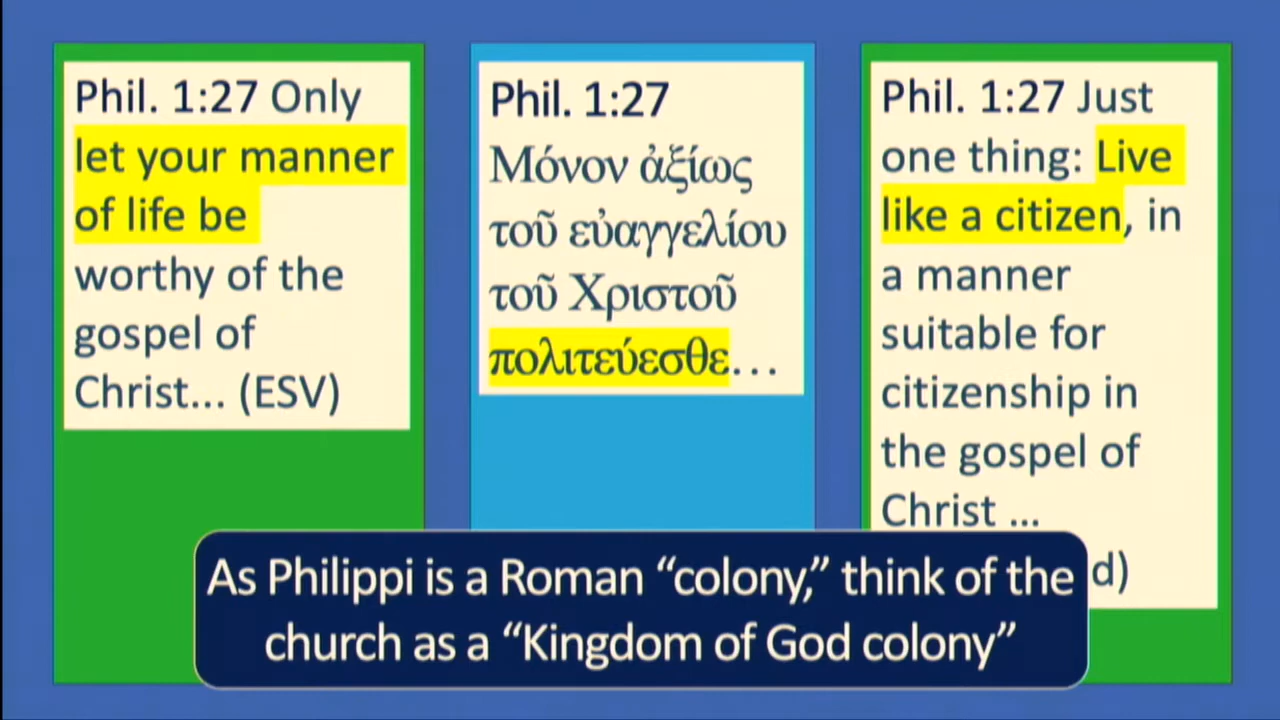 Phil. 1:27 Only
let your manner
of life be
worthy of the
gospel of
Christ... (ESV)
Phil. 1:27
Μόνον ἀξίως
τοῦ εὐαγγελίου
τοῦ Χριστοῦ
πολιτεύεσθε…
Phil. 1:27 Just
one thing: Live
like a citizen, in
a manner
suitable for
citizenship in
the gospel of
Christ ...
As Philippi is a Roman “colony,” think of the
church as a “Kingdom of God colony”